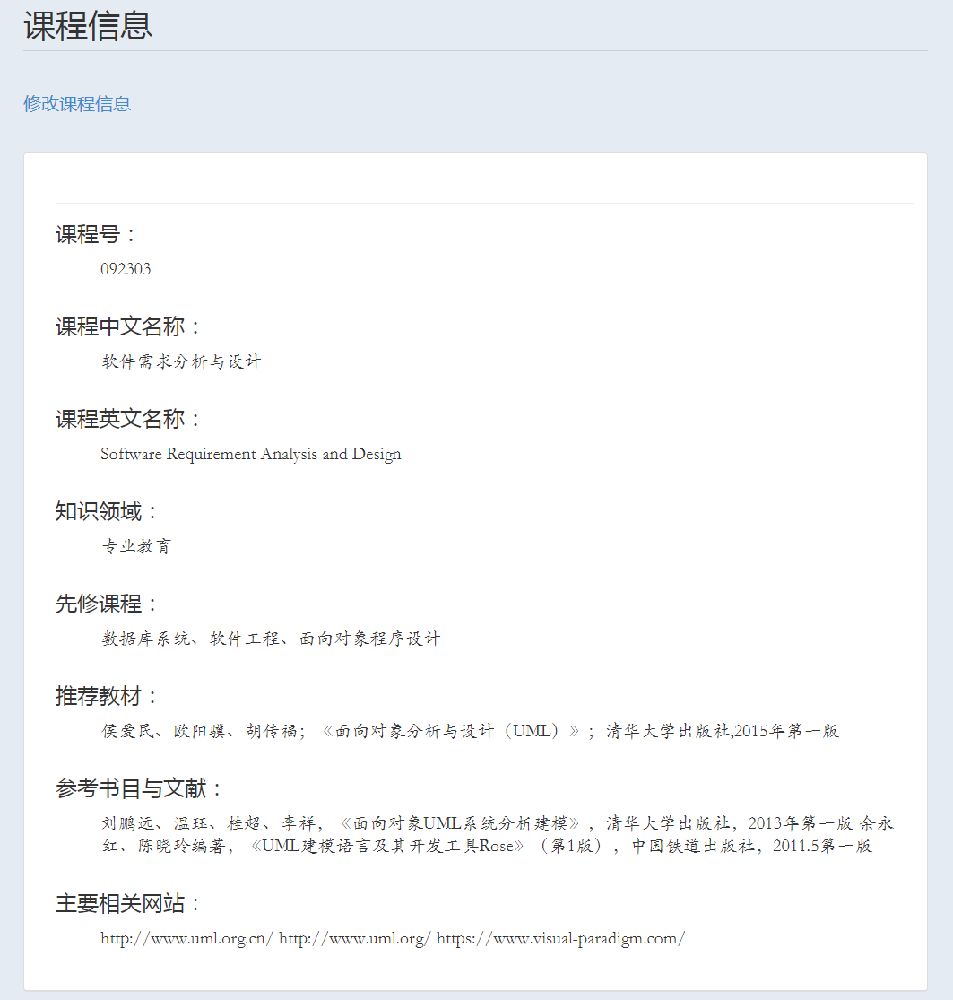 课程信息
修改课程信息
课程号：
092303
课程中文名称：
软件需求分析与设计
课程英文名称：
Software Requirement Analysis and Design
知识领域：
专业教育
先修课程：
数据库系统、软件工程、面向对象程序设计
推荐教材：
侯爱民、欧阳骥、胡传福；《面向对象分析与设计（UML）》；清华大学出版社,2015年第一版
参考书目与文献：
刘鹏远、温珏、桂超、李祥，《面向对象UML系统分析建模》，清华大学出版社，2013年第一版 余永
红、陈晓玲编著，《UML建模语言及其开发工具Rose》（第1版），中国铁道出版社，2011.5第一版
主要相关网站：
http://www.uml.org.cn/ http://www.uml.org/ https://www.visual-paradigm.com/